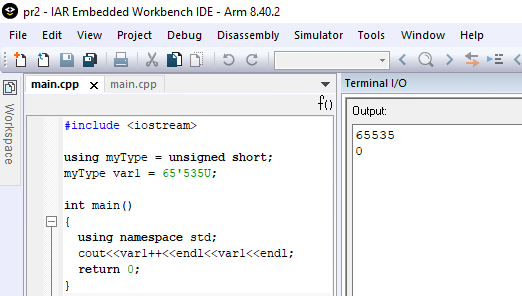 pr2 - IAR Embedded Workbench IDE - Arm 8.40.2
File Edit View Project Debug Disassembly Simulator Tools Window Help
main.cpp x main.cpp
Terminal I/O
f()
Output:
Workspace
#include <iostream>
using myType = unsigned short;
myType var1 = 65'535U;
int main()
{
using namespace std;
cout<<var1++<<endl<<var1<<endl;
return 0;
}
65535
0